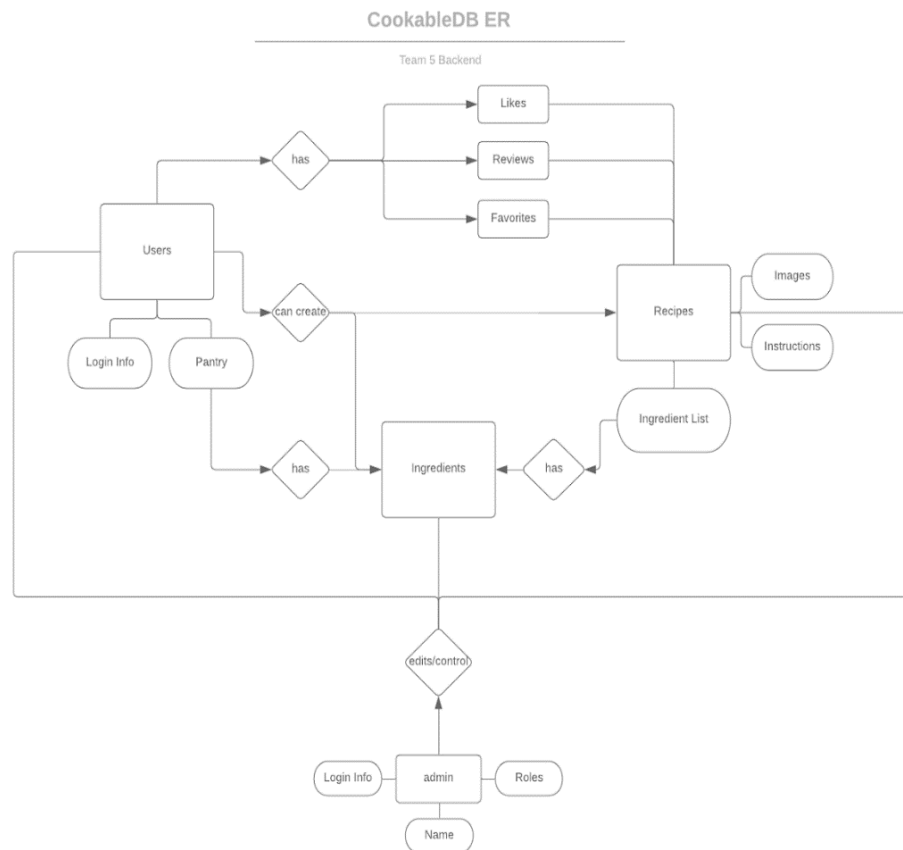 CookableDB ER
Team 5 Backend
Likes
has
Reviews
Favorites
Users
Images
can create
Recipes
Instructions
Login Info
Pantry
Ingredient List
has
Ingredients
has
edits/control
Login Info
admin
Roles
Name